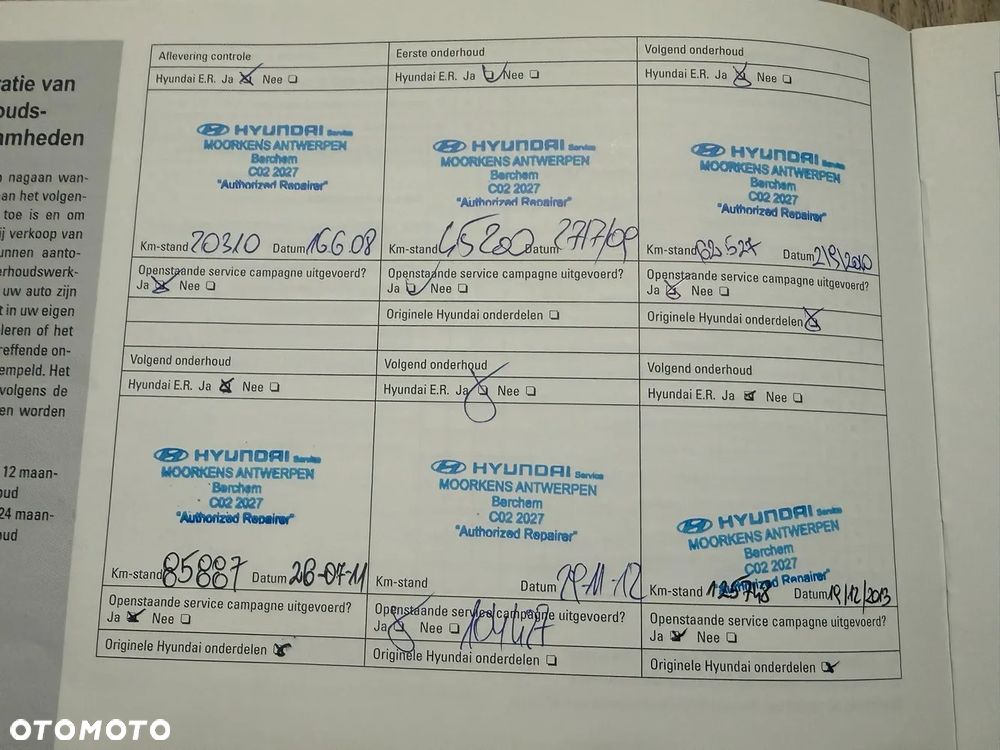 ratie van
ouds-
amheden
nagaan wan-
an het volgen-
toe is en om
ij verkoop van
unnen aanto-
erhoudswerk-
uw auto zijn
t in uw eigen
leren of het
reffende on-
empeld. Het
volgens de
en worden
12 maan-
oud
24 maan-
oud
Aflevering controle
Hyundai E.R. Ja Nee
HYUNDAI Service
MOORKENS ANTWERPEN
Berchem
C02 2027
"Authorized Repairer"
Km-stand 20310 Datum 16.6.08
Openstaande service campagne uitgevoerd?
Ja Nee
Eerste onderhoud
Hyundai E.R. Ja Nee
HYUNDAI Service
MOORKENS ANTWERPEN
Berchem
C02 2027
"Authorized Repairer"
Km-stand 45200 Datum 27/7/09
Openstaande service campagne uitgevoerd?
Ja Nee
Originele Hyundai onderdelen
Volgend onderhoud
Hyundai E.R. Ja Nee
HYUNDAI Service
MOORKENS ANTWERPEN
Berchem
C02 2027
"Authorized Repairer"
Km-stand 62.527 Datum 2/9/2010
Openstaande service campagne uitgevoerd?
Ja Nee
Originele Hyundai onderdelen
Volgend onderhoud
Hyundai E.R. Ja Nee
HYUNDAI Service
MOORKENS ANTWERPEN
Berchem
C02 2027
"Authorized Repairer"
Km-stand 85887 Datum 26-07-11
Openstaande service campagne uitgevoerd?
Ja Nee
Originele Hyundai onderdelen
Volgend onderhoud
Hyundai E.R. Ja Nee
HYUNDAI Service
MOORKENS ANTWERPEN
Berchem
C02 2027
"Authorized Repairer"
Km-stand Datum 29-11-12
Openstaande service campagne uitgevoerd?
Ja Nee
Originele Hyundai onderdelen
Volgend onderhoud
Hyundai E.R. Ja Nee
HYUNDAI Service
MOORKENS ANTWERPEN
Berchem
C02 2027
"Authorized Repairer"
Km-stand 125748 Datum 19/12/2013
Openstaande service campagne uitgevoerd?
Ja Nee
Originele Hyundai onderdelen
OTOMOTO